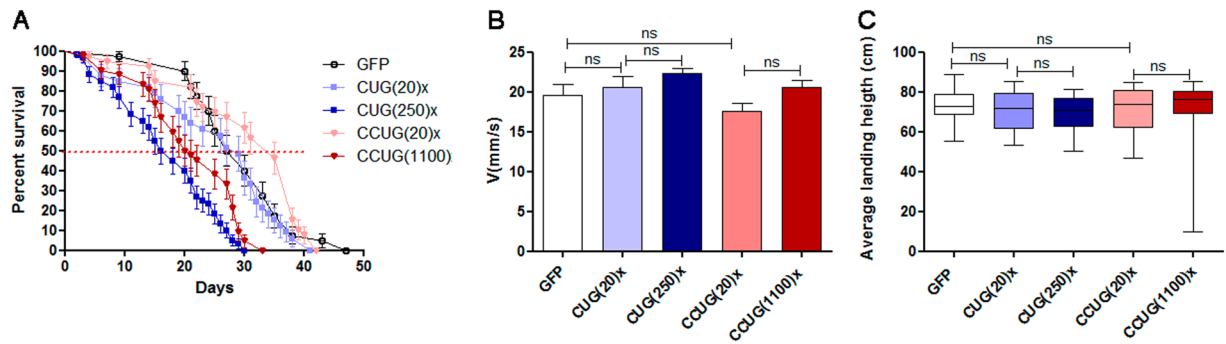 A
Percent survival
100
90
80
70
60
50
40
30
20
10
0
0 10 20 30 40 50
Days
GFP
CUG(20)x
CUG(250)x
CCUG(20)x
CCUG(1100)
B
V(mm/s)
25
20
15
10
5
0
ns
ns
ns
ns
GFP
CUG(20)x
CUG(250)x
CCUG(20)x
CCUG(1100)x
C
Average landing heigth (cm)
100
80
60
40
20
0
ns
ns
ns
ns
GFP
CUG(20)x
CUG(250)x
CCUG(20)x
CCUG(1100)x